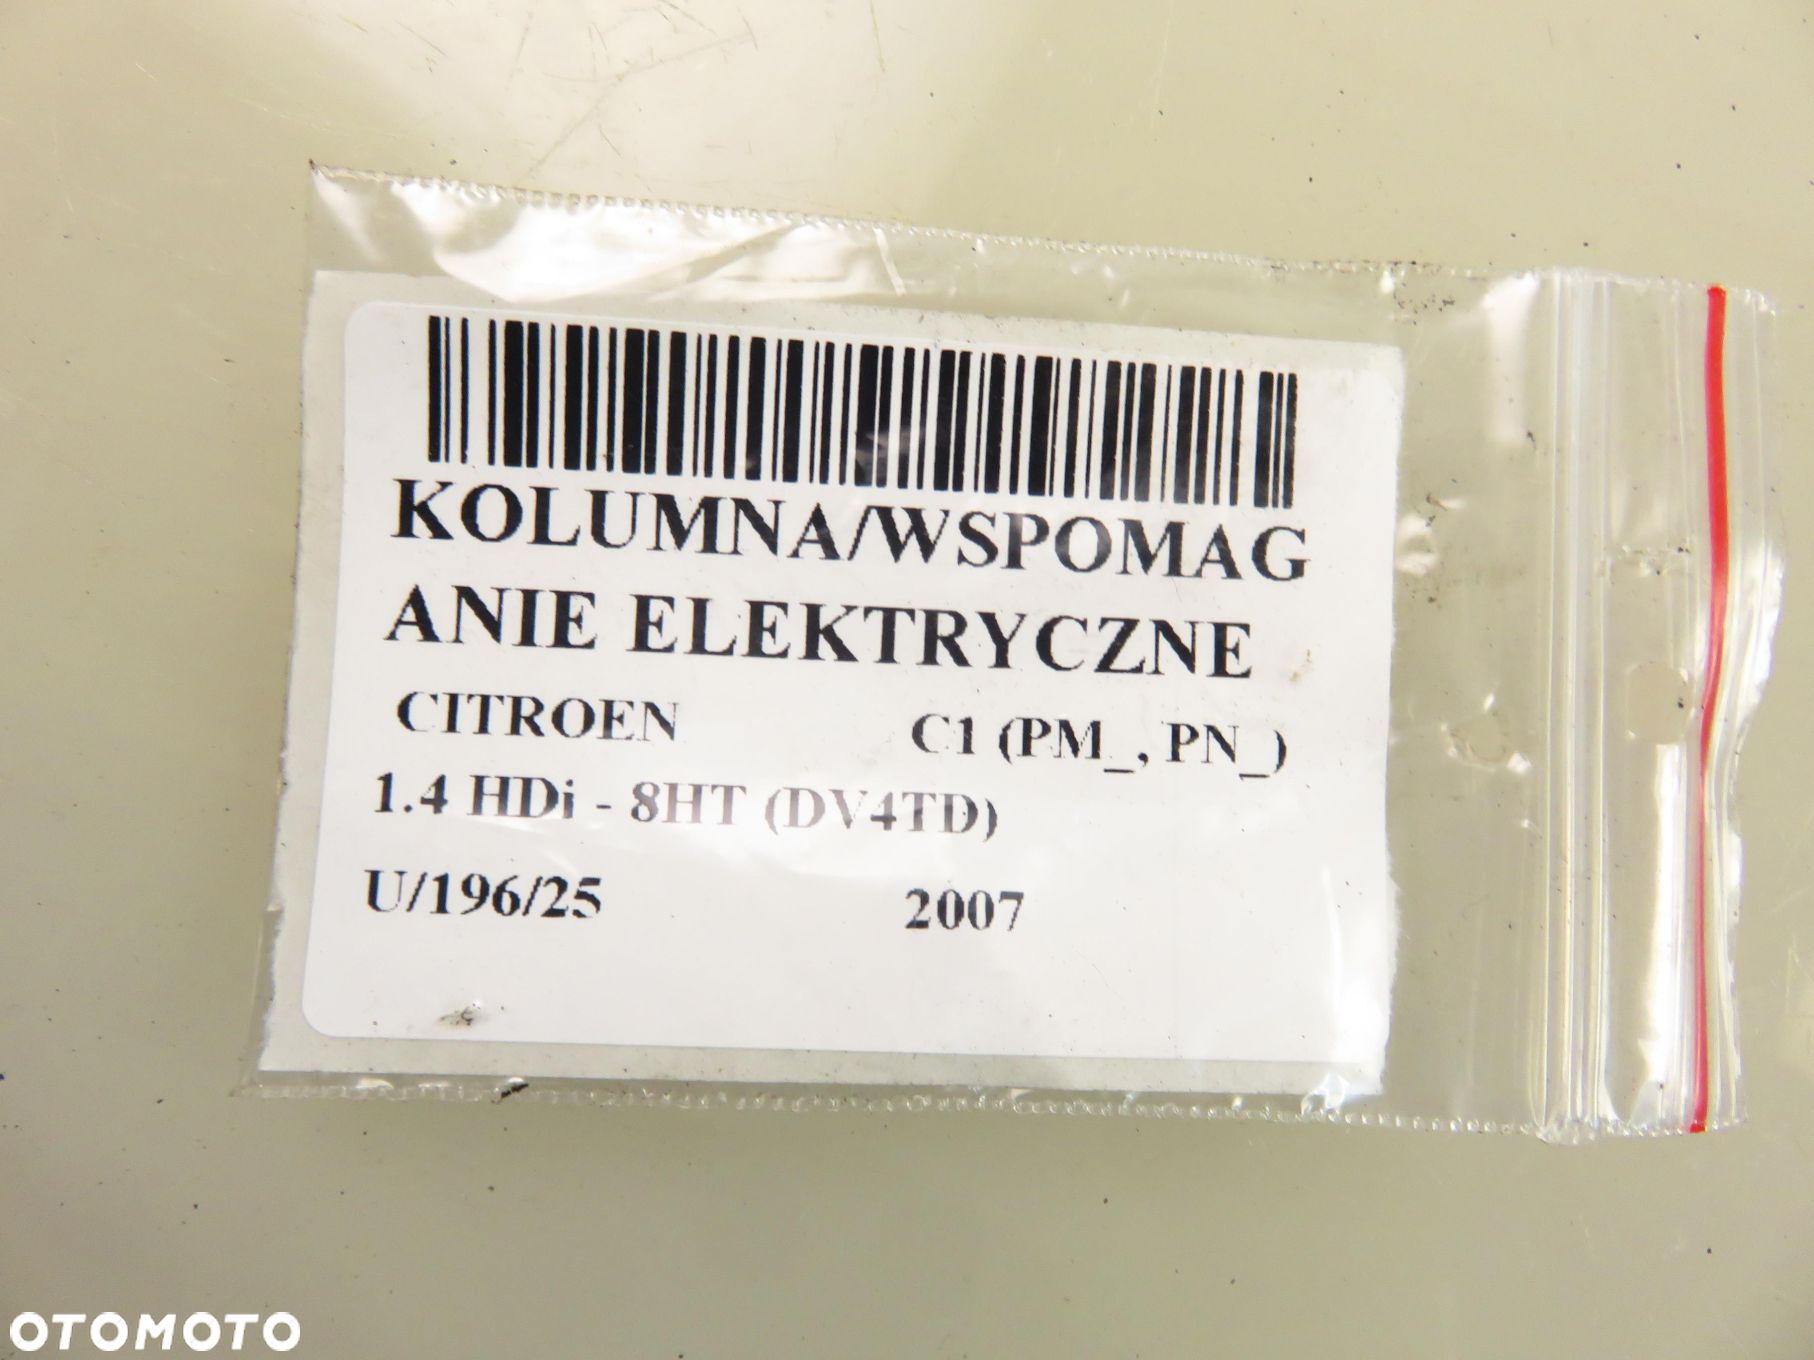 KOLUMNA/WSPOMAG
ANIE ELEKTRYCZNE
CITROEN C1 (PM_, PN_)
1.4 HDi - 8HT (DV4TD)
U/196/25 2007
OTOMOTO